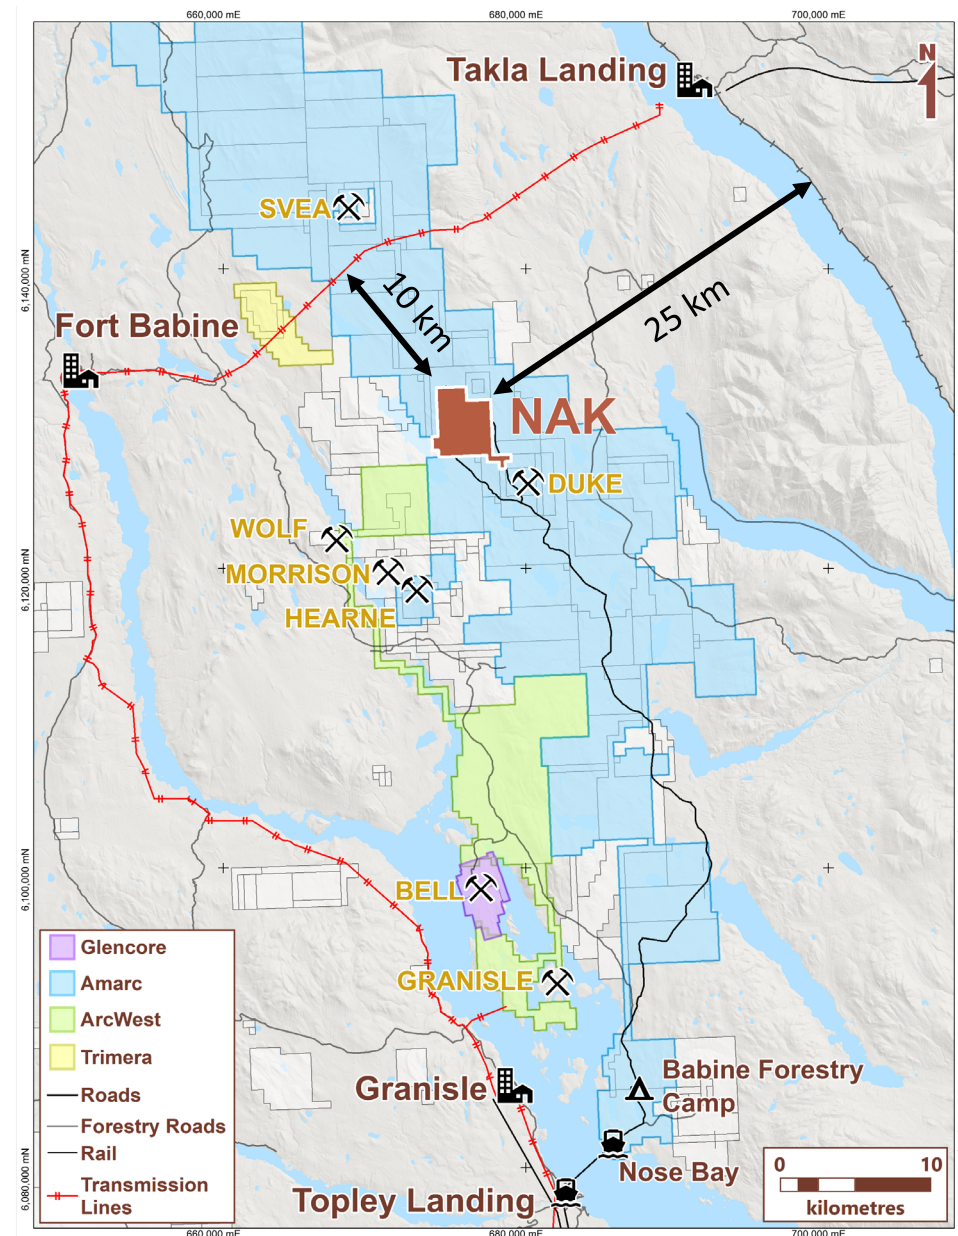 660,000 mE
680,000 mE
700,000 mE
N
Takla Landing
SVEA
6,140,000 mN
10 km
25 km
Fort Babine
NAK
DUKE
WOLF
MORRISON
6,120,000 mN
HEARNE
6,100,000 mN
BELL
GRANISLE
Glencore
Amarc
ArcWest
Trimera
Roads
Forestry Roads
Rail
Transmission
Lines
Granisle
Babine Forestry
Camp
Nose Bay
Topley Landing
6,080,000 mN
0
10
kilometres
660,000 mE
680,000 mE
700,000 mE